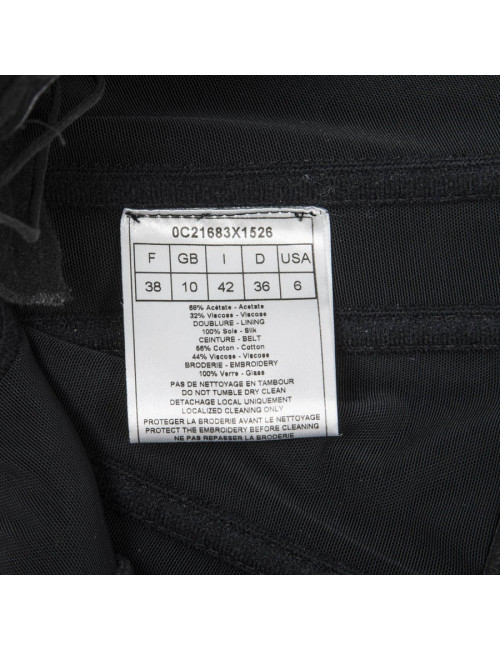 0C21683X1526
F GB I D USA
38 10 42 36 6
68% Acétate - Acetate
32% Viscose - Viscose
DOUBLURE - LINING
100% Soie - Silk
CEINTURE - BELT
56% Coton - Cotton
44% Viscose - Viscose
BRODERIE - EMBROIDERY
100% Verre - Glass
PAS DE NETTOYAGE EN TAMBOUR
DO NOT TUMBLE DRY CLEAN
DETACHAGE LOCAL UNIQUEMENT
LOCALIZED CLEANING ONLY
PROTEGER LA BRODERIE AVANT LE NETTOYAGE
PROTECT THE EMBROIDERY BEFORE CLEANING
NE PAS REPASSER LA BRODERIE